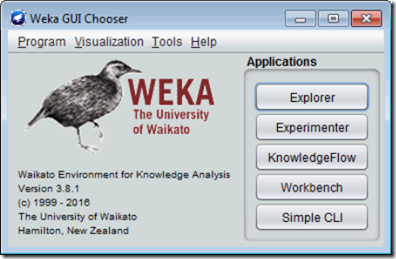 Weka GUI Chooser
Program Visualization Tools Help
Applications
WEKA
The University
of Waikato
Explorer
Experimenter
KnowledgeFlow
Workbench
Simple CLI
Waikato Environment for Knowledge Analysis
Version 3.8.1
(c) 1999 - 2016
The University of Waikato
Hamilton, New Zealand